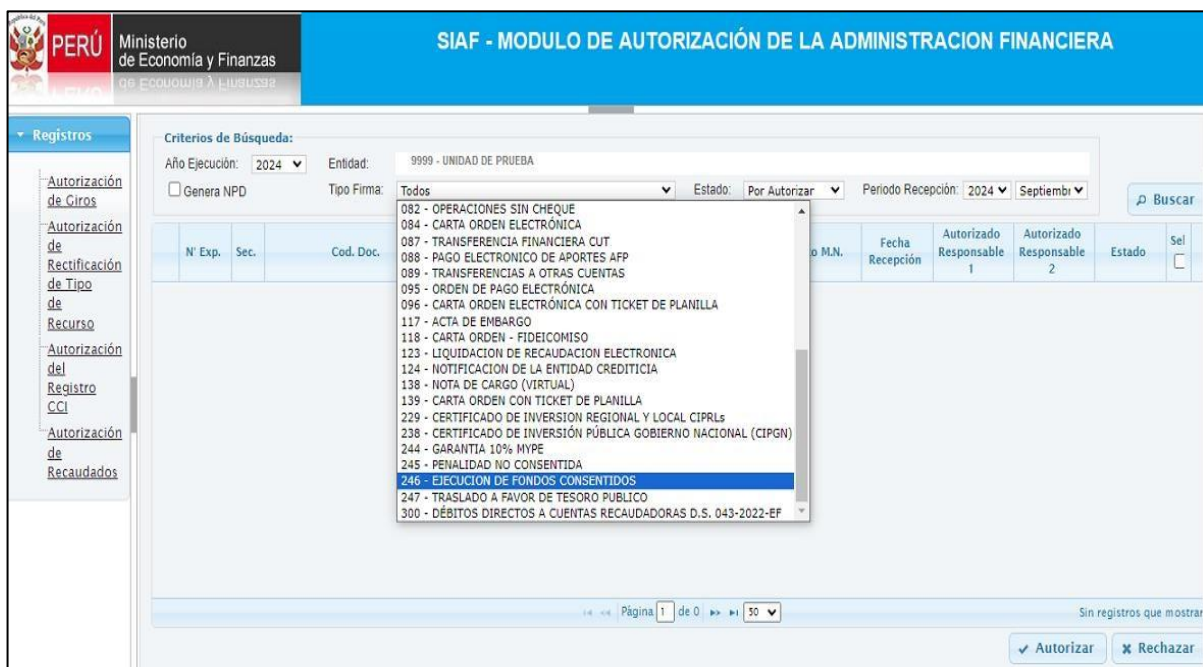 República del Perú
PERÚ
Ministerio
de Economía y Finanzas
SIAF - MODULO DE AUTORIZACIÓN DE LA ADMINISTRACION FINANCIERA
Registros
Autorización
de Giros
Autorización
de
Rectificación
de Tipo
de
Recurso
Autorización
del
Registro
CCI
Autorización
de
Recaudados
Criterios de Búsqueda:
Año Ejecución: 2024 Entidad: 9999 - UNIDAD DE PRUEBA
Genera NPD Tipo Firma: Todos Estado: Por Autorizar Periodo Recepción: 2024 Septiembr
Buscar
N° Exp. Sec. Cod. Doc. o M.N. Fecha Recepción Autorizado Responsable 1 Autorizado Responsable 2 Estado Sel
082 - OPERACIONES SIN CHEQUE
084 - CARTA ORDEN ELECTRÓNICA
087 - TRANSFERENCIA FINANCIERA CUT
088 - PAGO ELECTRONICO DE APORTES AFP
089 - TRANSFERENCIAS A OTRAS CUENTAS
095 - ORDEN DE PAGO ELECTRÓNICA
096 - CARTA ORDEN ELECTRÓNICA CON TICKET DE PLANILLA
117 - ACTA DE EMBARGO
118 - CARTA ORDEN - FIDEICOMISO
123 - LIQUIDACION DE RECAUDACION ELECTRONICA
124 - NOTIFICACION DE LA ENTIDAD CREDITICIA
138 - NOTA DE CARGO (VIRTUAL)
139 - CARTA ORDEN CON TICKET DE PLANILLA
229 - CERTIFICADO DE INVERSION REGIONAL Y LOCAL CIPRLs
238 - CERTIFICADO DE INVERSIÓN PÚBLICA GOBIERNO NACIONAL (CIPGN)
244 - GARANTIA 10% MYPE
245 - PENALIDAD NO CONSENTIDA
246 - EJECUCION DE FONDOS CONSENTIDOS
247 - TRASLADO A FAVOR DE TESORO PUBLICO
300 - DÉBITOS DIRECTOS A CUENTAS RECAUDADORAS D.S. 043-2022-EF
Página 1 de 0 50
Sin registros que mostrar
Autorizar Rechazar